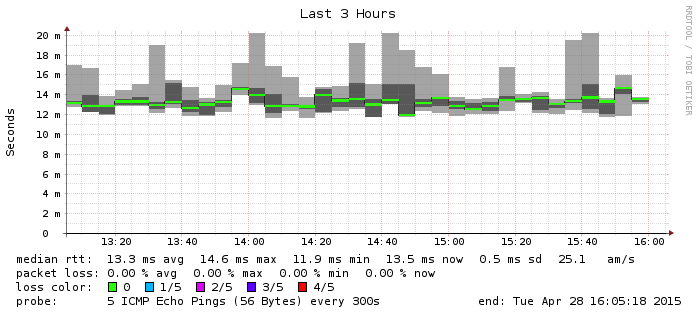 Last 3 Hours
RRDTOOL / TOBI OETIKER
Seconds
20 m
18 m
16 m
14 m
12 m
10 m
8 m
6 m
4 m
2 m
0
13:20 13:40 14:00 14:20 14:40 15:00 15:20 15:40 16:00
median rtt: 13.3 ms avg 14.6 ms max 11.9 ms min 13.5 ms now 0.5 ms sd 25.1 am/s
packet loss: 0.00 % avg 0.00 % max 0.00 % min 0.00 % now
loss color: 0 1/5 2/5 3/5 4/5
probe: 5 ICMP Echo Pings (56 Bytes) every 300s end: Tue Apr 28 16:05:18 2015